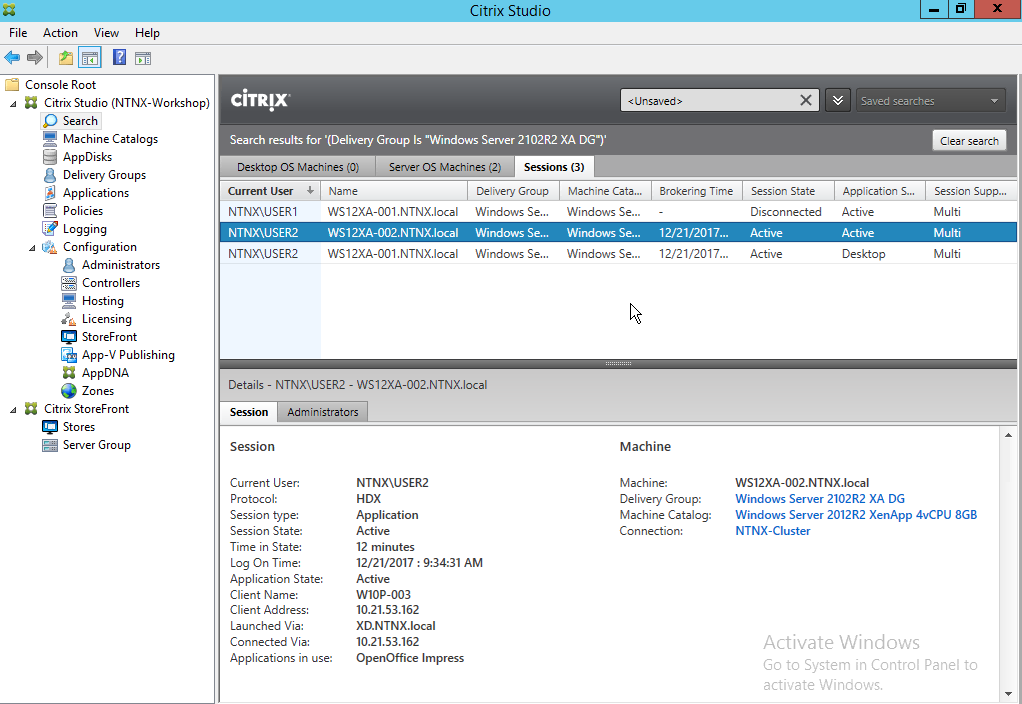 Citrix Studio
File Action View Help
Console Root
Citrix Studio (NTNX-Workshop)
Search
Machine Catalogs
AppDisks
Delivery Groups
Applications
Policies
Logging
Configuration
Administrators
Controllers
Hosting
Licensing
StoreFront
App-V Publishing
AppDNA
Zones
Citrix StoreFront
Stores
Server Group
CITRIX
<Unsaved> Saved searches
Search results for '(Delivery Group Is "Windows Server 2102R2 XA DG")' Clear search
Desktop OS Machines (0) Server OS Machines (2) Sessions (3)
Current User Name Delivery Group Machine Cata... Brokering Time Session State Application S... Session Supp...
NTNX\USER1 WS12XA-001.NTNX.local Windows Se... Windows Se... - Disconnected Active Multi
NTNX\USER2 WS12XA-002.NTNX.local Windows Se... Windows Se... 12/21/2017... Active Active Multi
NTNX\USER2 WS12XA-001.NTNX.local Windows Se... Windows Se... 12/21/2017... Active Desktop Multi
Details - NTNX\USER2 - WS12XA-002.NTNX.local
Session Administrators
Session
Current User: NTNX\USER2
Protocol: HDX
Session type: Application
Session State: Active
Time in State: 12 minutes
Log On Time: 12/21/2017 : 9:34:31 AM
Application State: Active
Client Name: W10P-003
Client Address: 10.21.53.162
Launched Via: XD.NTNX.local
Connected Via: 10.21.53.162
Applications in use: OpenOffice Impress
Machine
Machine: WS12XA-002.NTNX.local
Delivery Group: Windows Server 2102R2 XA DG
Machine Catalog: Windows Server 2012R2 XenApp 4vCPU 8GB
Connection: NTNX-Cluster
Activate Windows
Go to System in Control Panel to
activate Windows.